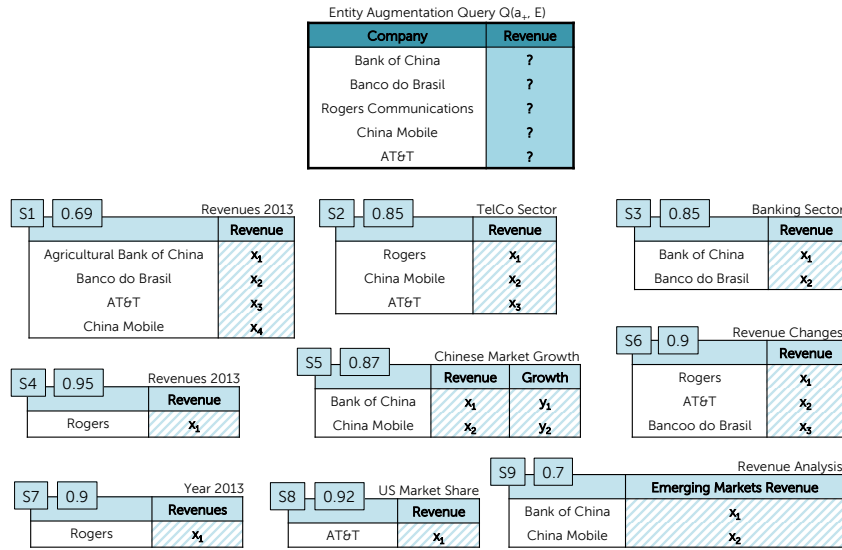 Entity Augmentation Query Q(a₊, E)
Company Revenue
Bank of China ?
Banco do Brasil ?
Rogers Communications ?
China Mobile ?
AT&T ?
S1 0.69 Revenues 2013
Revenue
Agricultural Bank of China x₁
Banco do Brasil x₂
AT&T x₃
China Mobile x₄
S2 0.85 TelCo Sector
Revenue
Rogers x₁
China Mobile x₂
AT&T x₃
S3 0.85 Banking Sector
Revenue
Bank of China x₁
Banco do Brasil x₂
S4 0.95 Revenues 2013
Revenue
Rogers x₁
S5 0.87 Chinese Market Growth
Revenue Growth
Bank of China x₁ y₁
China Mobile x₂ y₂
S6 0.9 Revenue Changes
Revenue
Rogers x₁
AT&T x₂
Bancoo do Brasil x₃
S7 0.9 Year 2013
Revenues
Rogers x₁
S8 0.92 US Market Share
Revenue
AT&T x₁
S9 0.7 Revenue Analysis
Emerging Markets Revenue
Bank of China x₁
China Mobile x₂